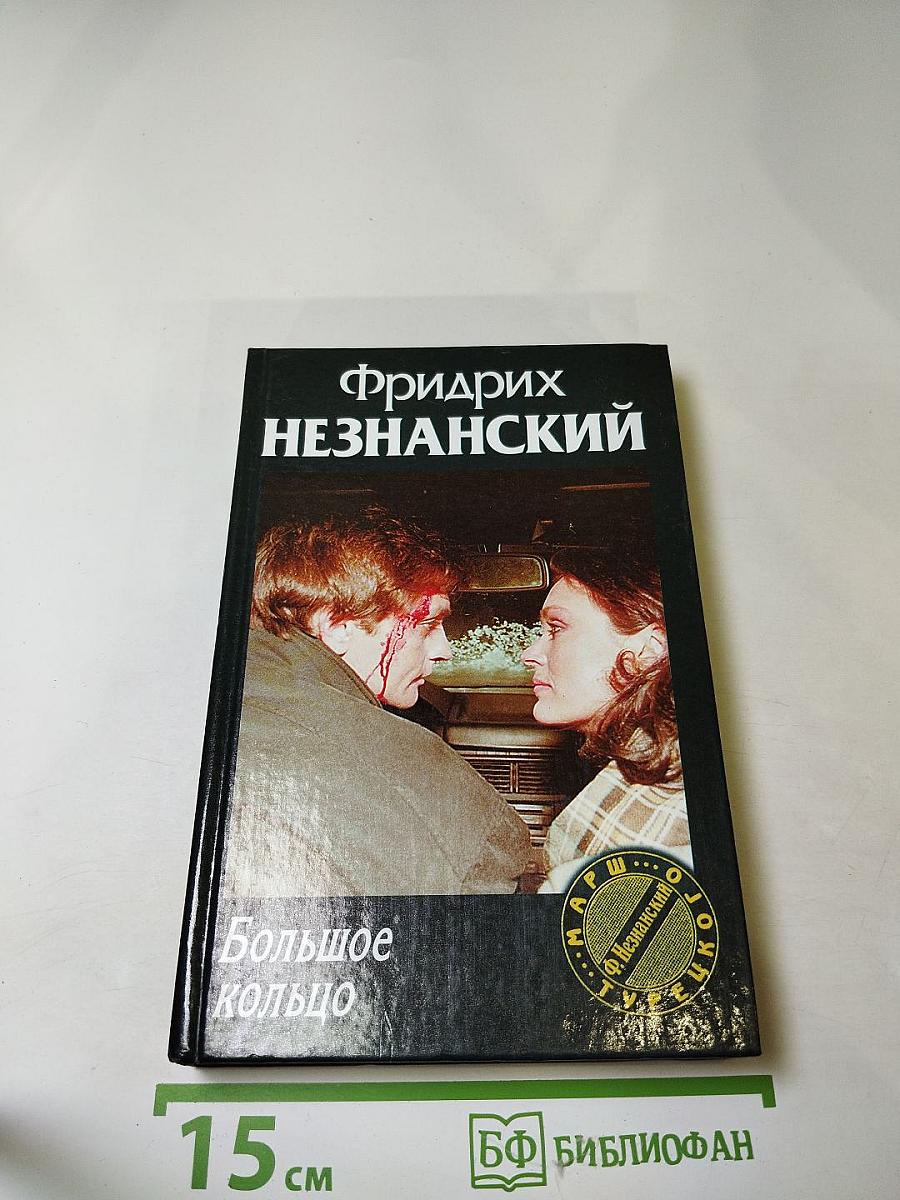 Фридрих
НЕЗНАНСКИЙ
Большое
кольцо
МАРШ...
Ф.Незнанский
...ТУРЕЦКОГО
15 см
БФ БИБЛИОФАН